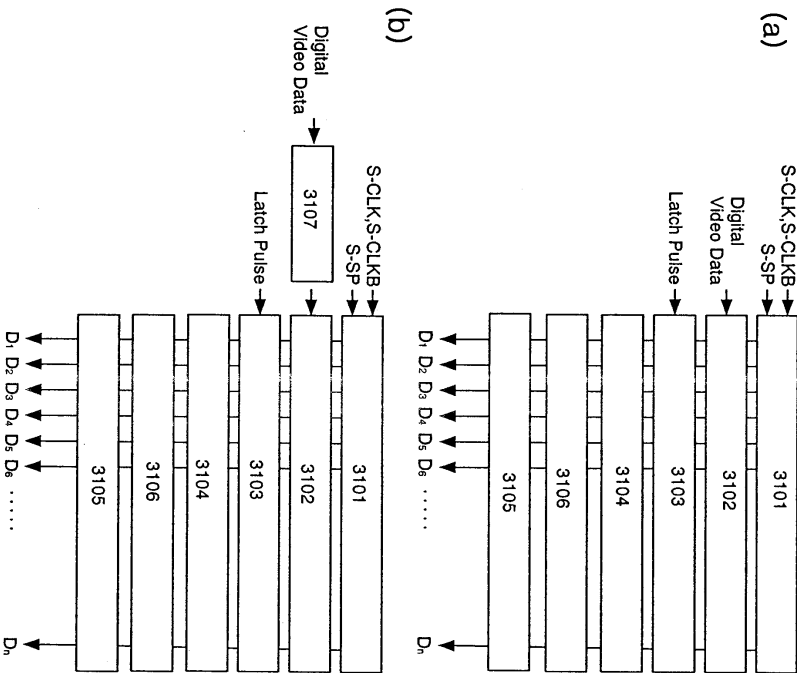 (a)
S-CLK,S-CLKB
S-SP
Digital
Video Data
Latch Pulse
3101
3102
3103
3104
3106
3105
D₁ D₂ D₃ D₄ D₅ D₆ ..... Dₙ
(b)
Digital
Video Data
3107
S-CLK,S-CLKB
S-SP
Latch Pulse
3101
3102
3103
3104
3106
3105
D₁ D₂ D₃ D₄ D₅ D₆ ..... Dₙ